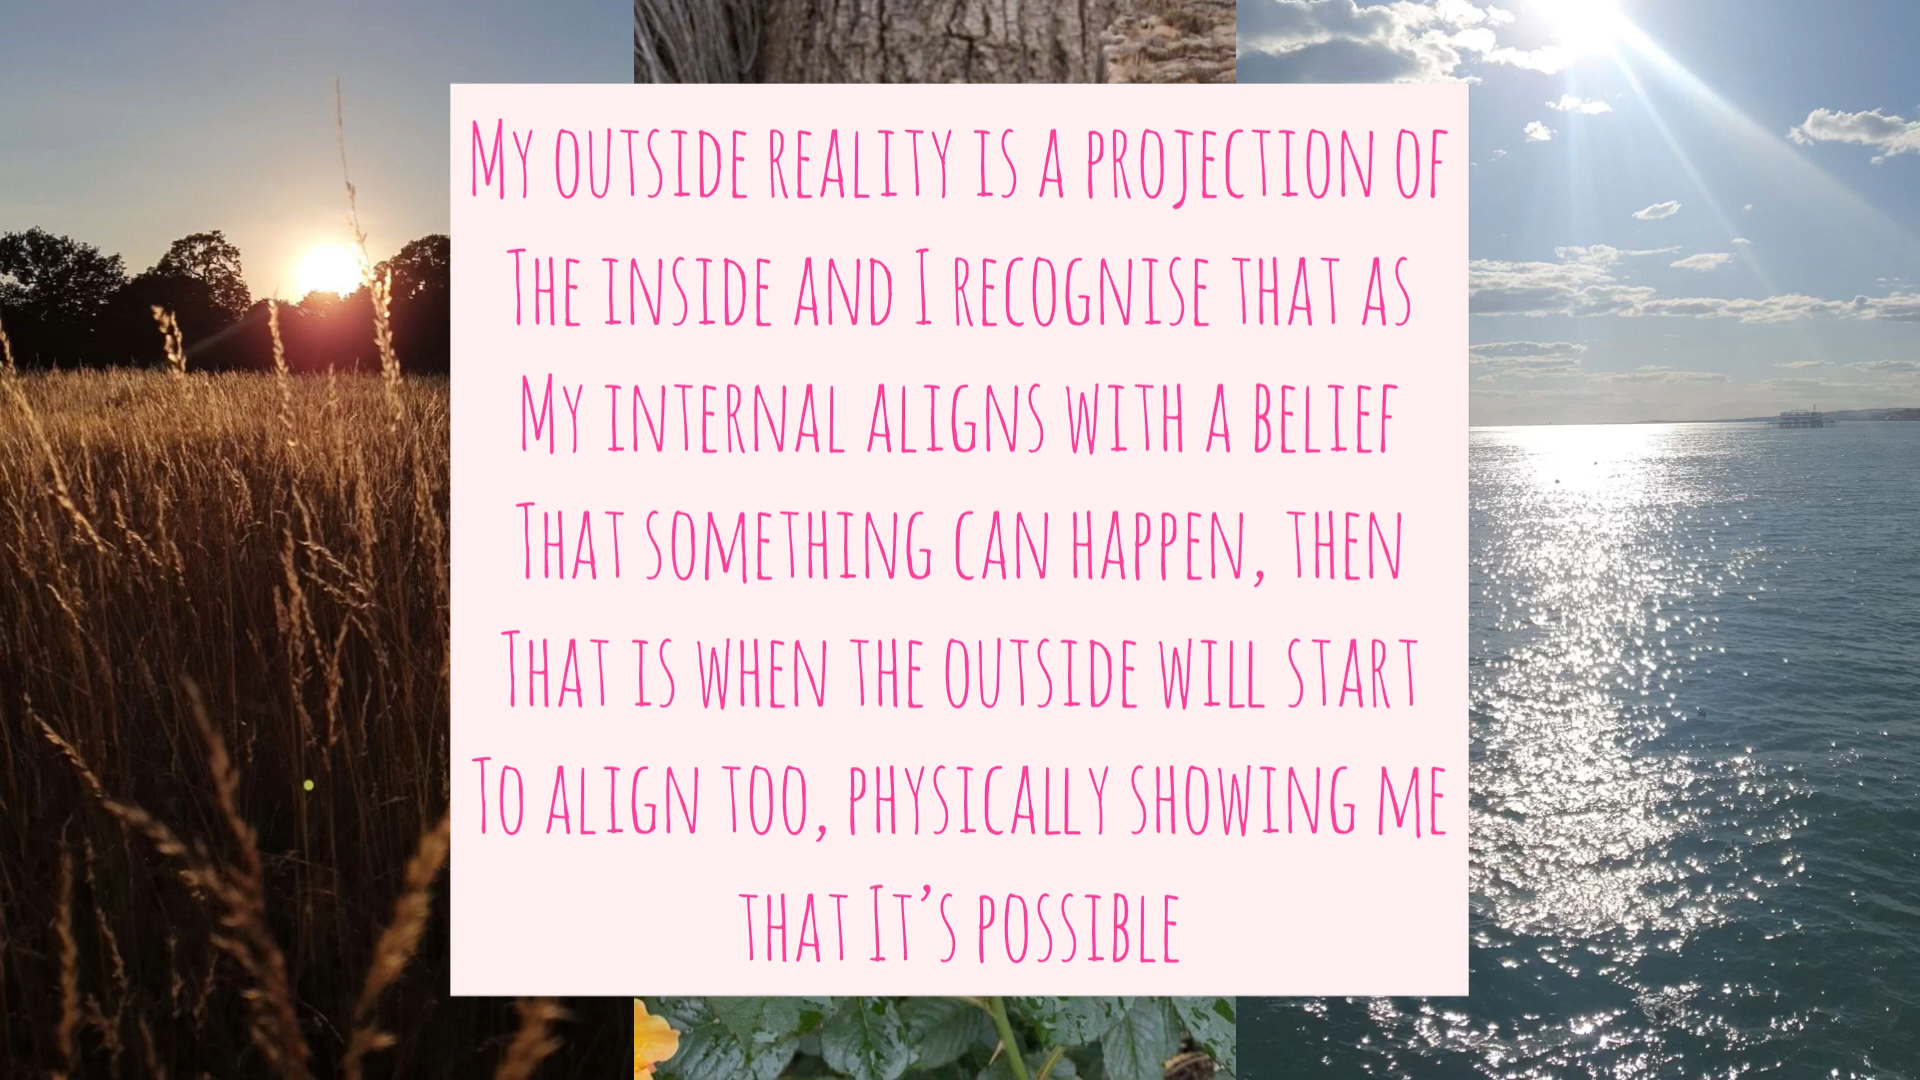 My outside reality is a projection of
The inside and I recognise that as
My internal aligns with a belief
That something can happen, then
That is when the outside will start
To align too, physically showing me
that It’s possible